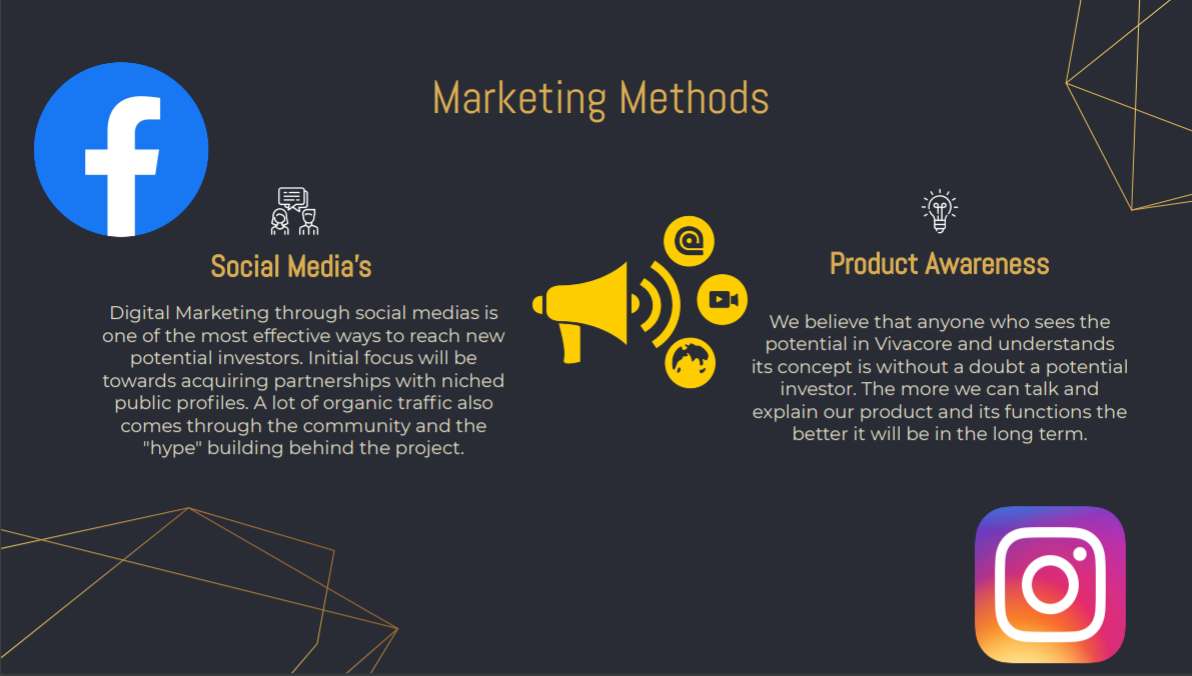 Marketing Methods
Social Media's
Digital Marketing through social medias is
one of the most effective ways to reach new
potential investors. Initial focus will be
towards acquiring partnerships with niched
public profiles. A lot of organic traffic also
comes through the community and the
"hype" building behind the project.
Product Awareness
We believe that anyone who sees the
potential in Vivacore and understands
its concept is without a doubt a potential
investor. The more we can talk and
explain our product and its functions the
better it will be in the long term.